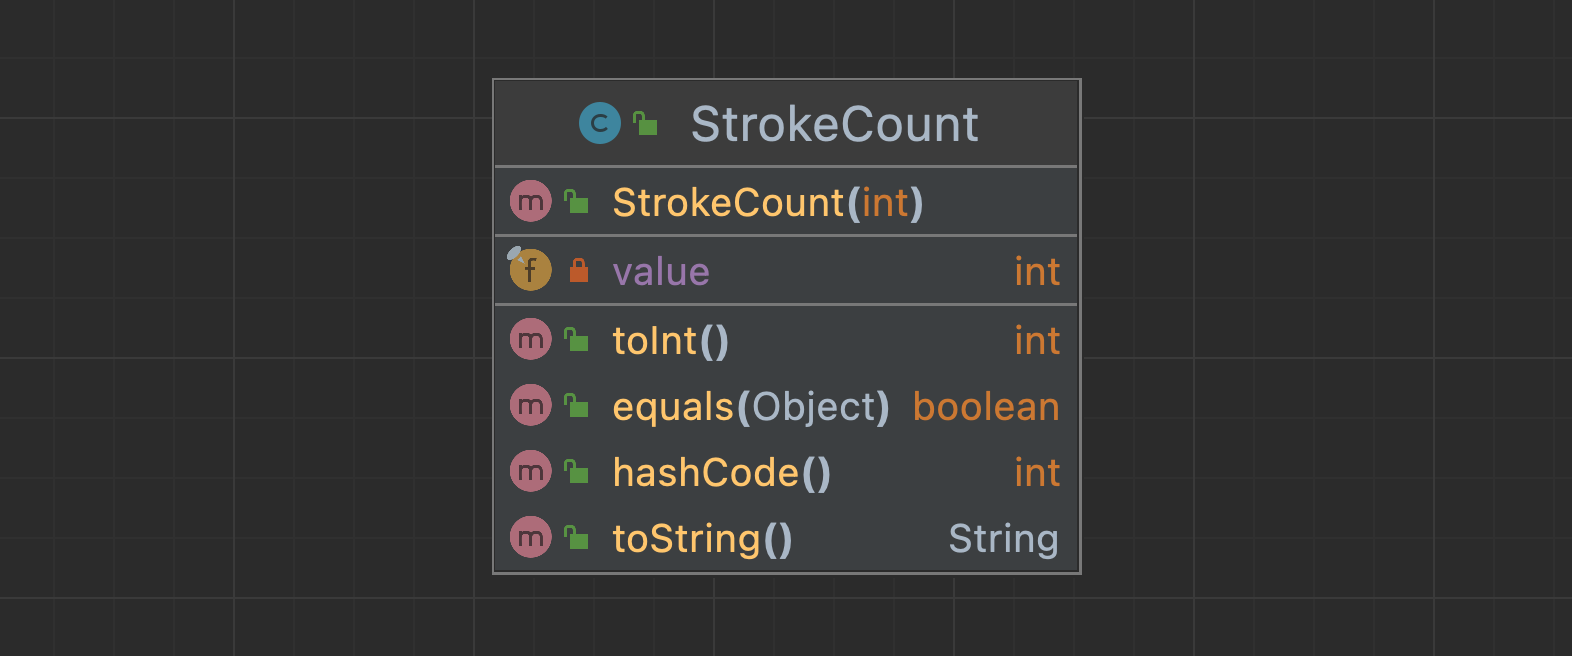 C StrokeCount
m StrokeCount(int)
f value int
m toInt() int
m equals(Object) boolean
m hashCode() int
m toString() String